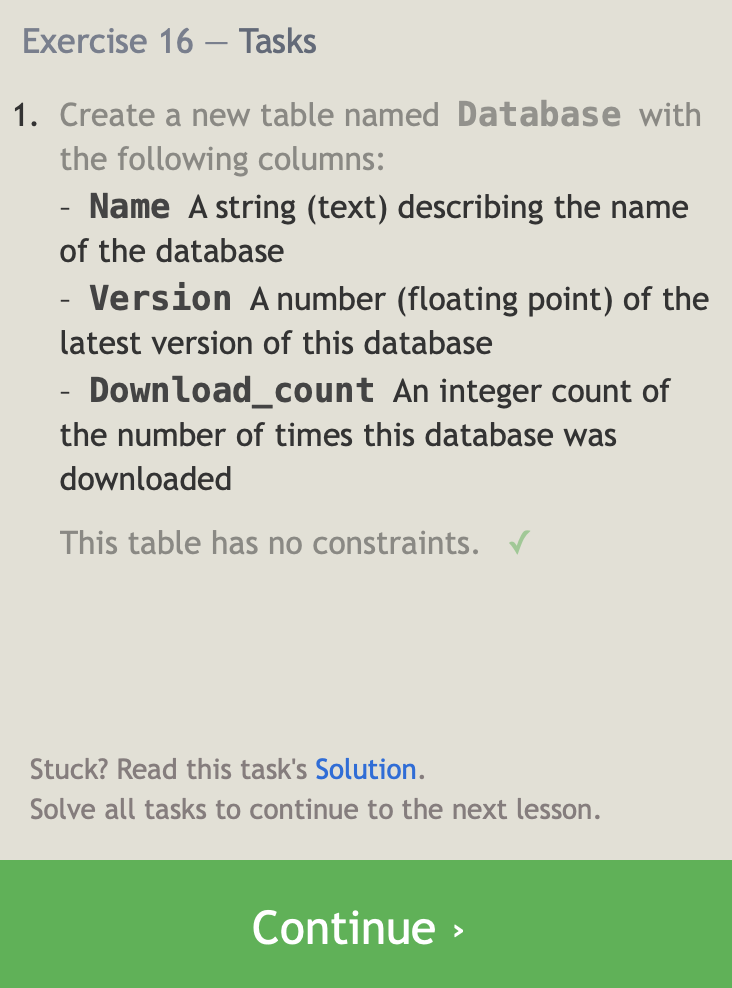 Exercise 16 — Tasks
1. Create a new table named Database with
the following columns:
– Name A string (text) describing the name
of the database
– Version A number (floating point) of the
latest version of this database
– Download_count An integer count of
the number of times this database was
downloaded
This table has no constraints. ✓
Stuck? Read this task's Solution.
Solve all tasks to continue to the next lesson.
Continue ›